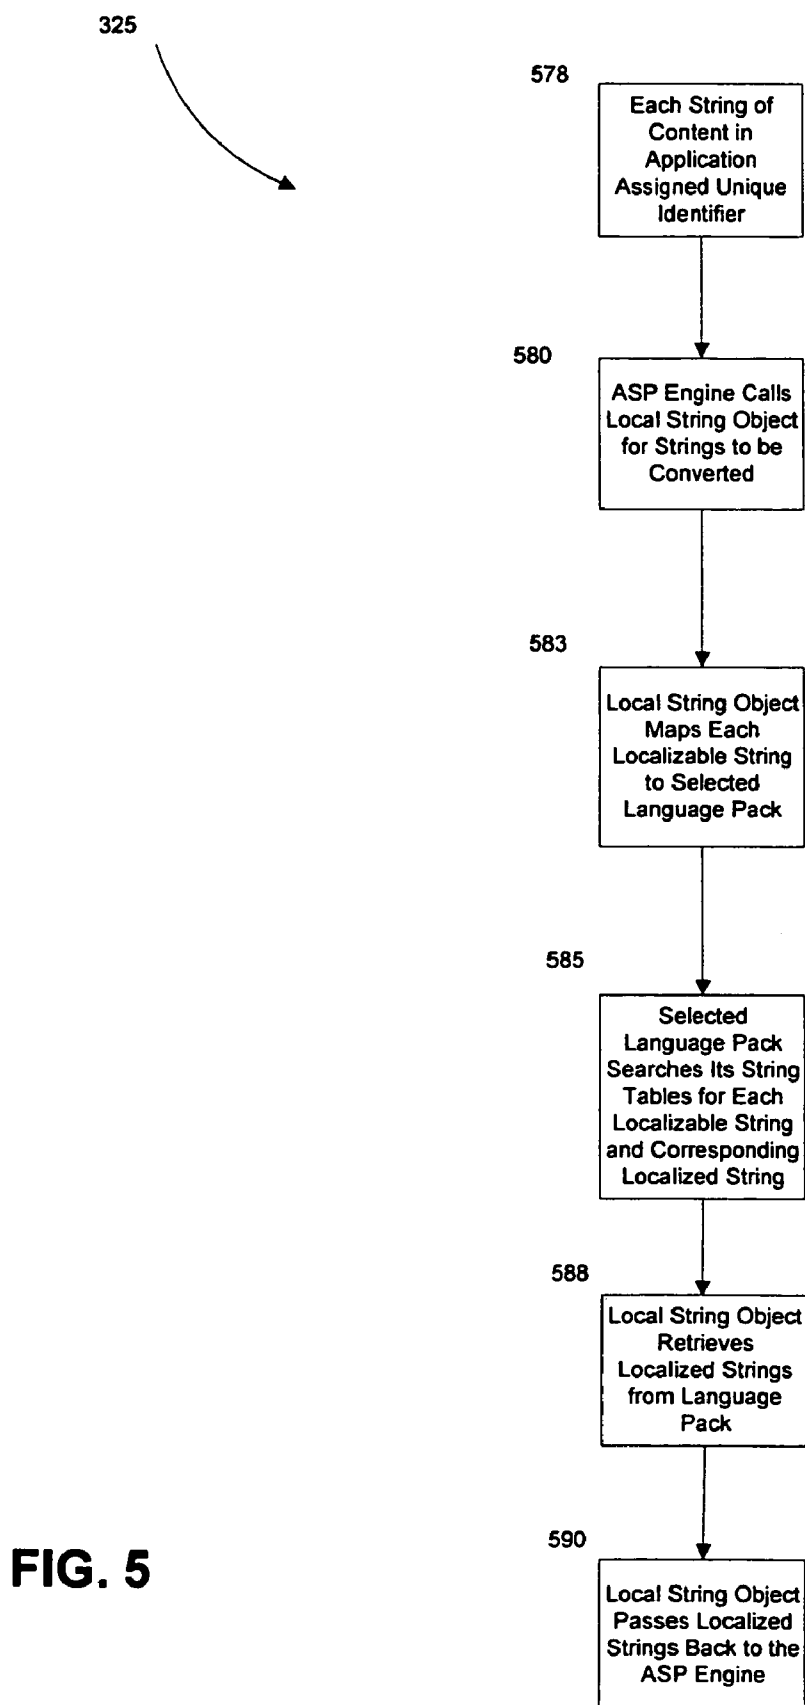 325
578
Each String of
Content in
Application
Assigned Unique
Identifier
580
ASP Engine Calls
Local String Object
for Strings to be
Converted
583
Local String Object
Maps Each
Localizable String
to Selected
Language Pack
585
Selected
Language Pack
Searches Its String
Tables for Each
Localizable String
and Corresponding
Localized String
588
Local String Object
Retrieves
Localized Strings
from Language
Pack
590
Local String Object
Passes Localized
Strings Back to the
ASP Engine
FIG. 5